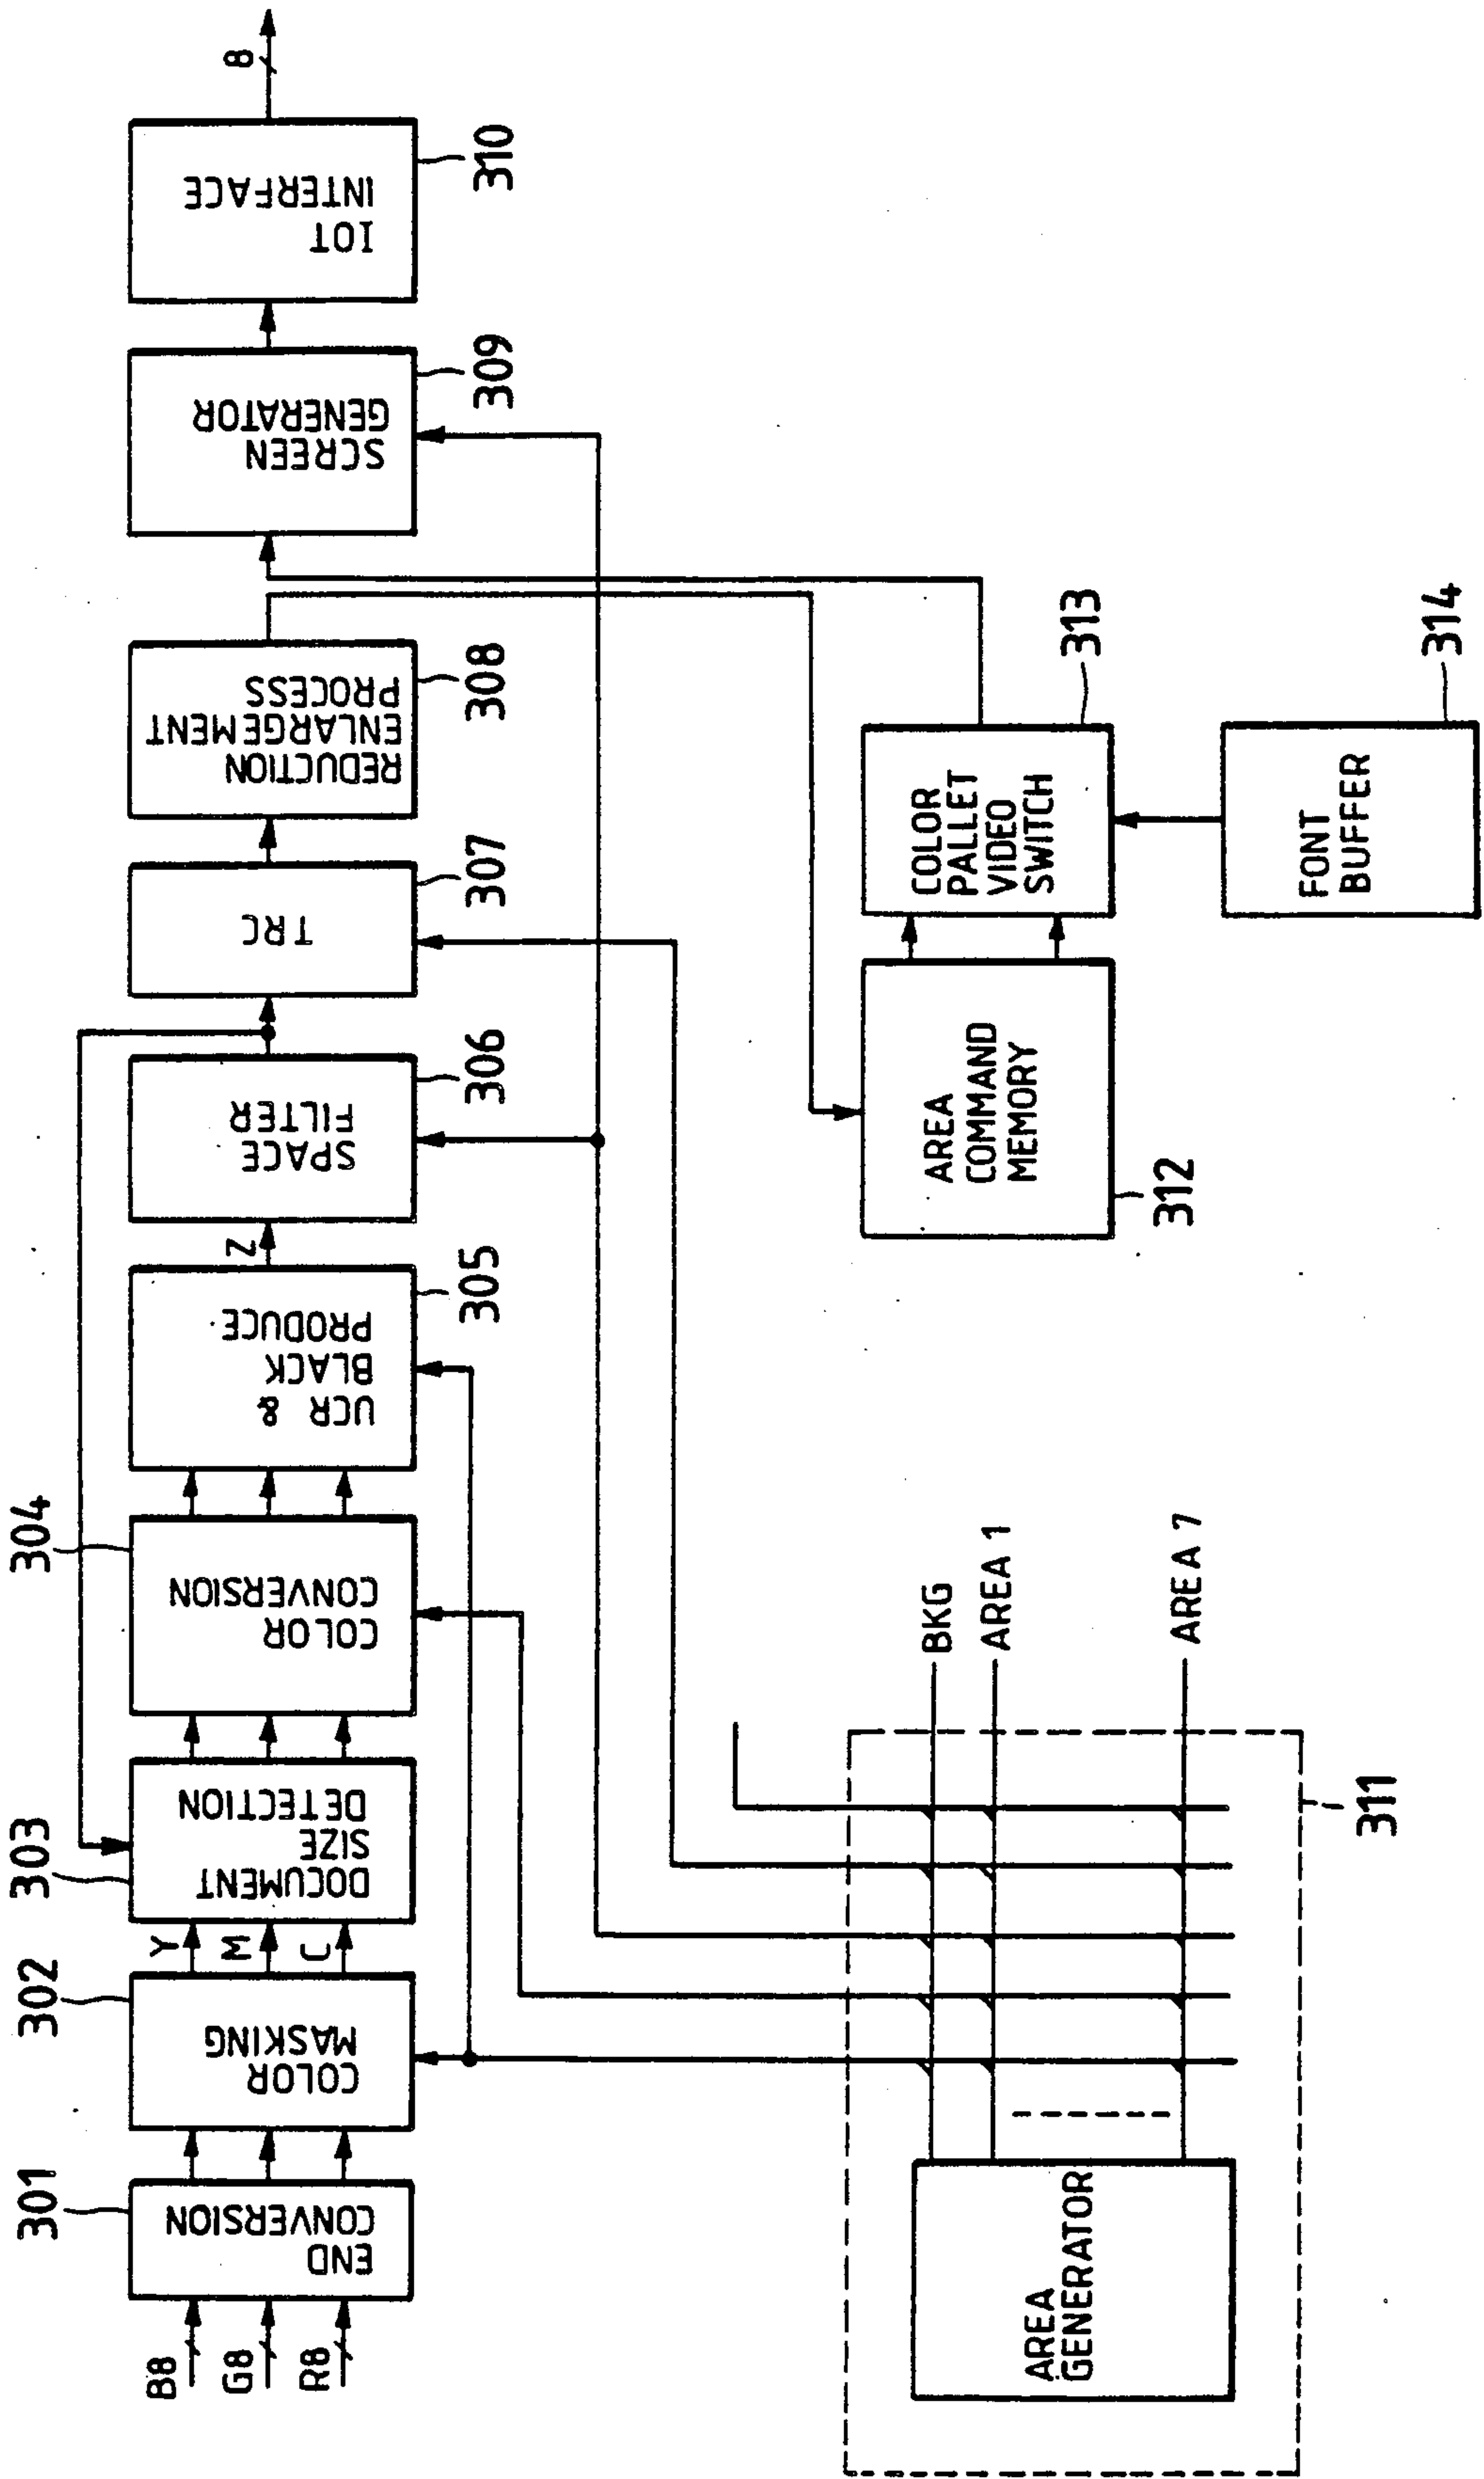 301
302
303
304
B8
G8
R8
END
CONVERSION
COLOR
MASKING
Y
M
C
DOCUMENT
SIZE
DETECTION
COLOR
CONVERSION
UCR &
BLACK
PRODUCE
305
Z
SPACE
FILTER
306
TRC
307
REDUCTION
ENLARGEMENT
PROCESS
308
SCREEN
GENERATOR
309
IOT
INTERFACE
310
8
AREA
GENERATOR
BKG
AREA 1
AREA 7
311
AREA
COMMAND
MEMORY
312
COLOR
PALLET
VIDEO
SWITCH
313
FONT
BUFFER
314